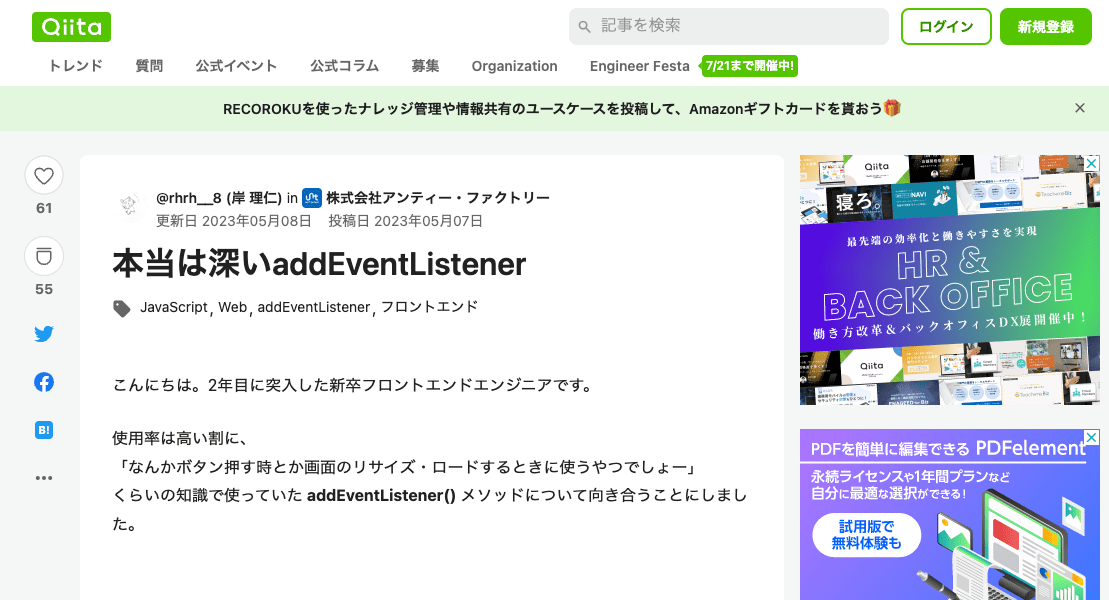 Qiita
記事を検索
ログイン
新規登録
トレンド 質問 公式イベント 公式コラム 募集 Organization Engineer Festa 7/21まで開催中!
RECOROKUを使ったナレッジ管理や情報共有のユースケースを投稿して、Amazonギフトカードを貰おう🎁
61
55
B!
@rhrh__8 (岸 理仁) in 株式会社アンティー・ファクトリー
更新日 2023年05月08日 投稿日 2023年05月07日
本当は深いaddEventListener
JavaScript, Web, addEventListener, フロントエンド
こんにちは。2年目に突入した新卒フロントエンドエンジニアです。
使用率は高い割に、
「なんかボタン押す時とか画面のリサイズ・ロードするときに使うやつでしょー」
くらいの知識で使っていた addEventListener() メソッドについて向き合うことにしまし
た。
Qiita
寝ろ。
NAVI
最先端の効率化と働きやすさを実現
HR &
BACK OFFICE
働き方改革&バックオフィスDX展開催中!
Qiita
PDFを簡単に編集できる PDFelement
永続ライセンスや1年間プランなど
自分に最適な選択ができる!
試用版で
無料体験も